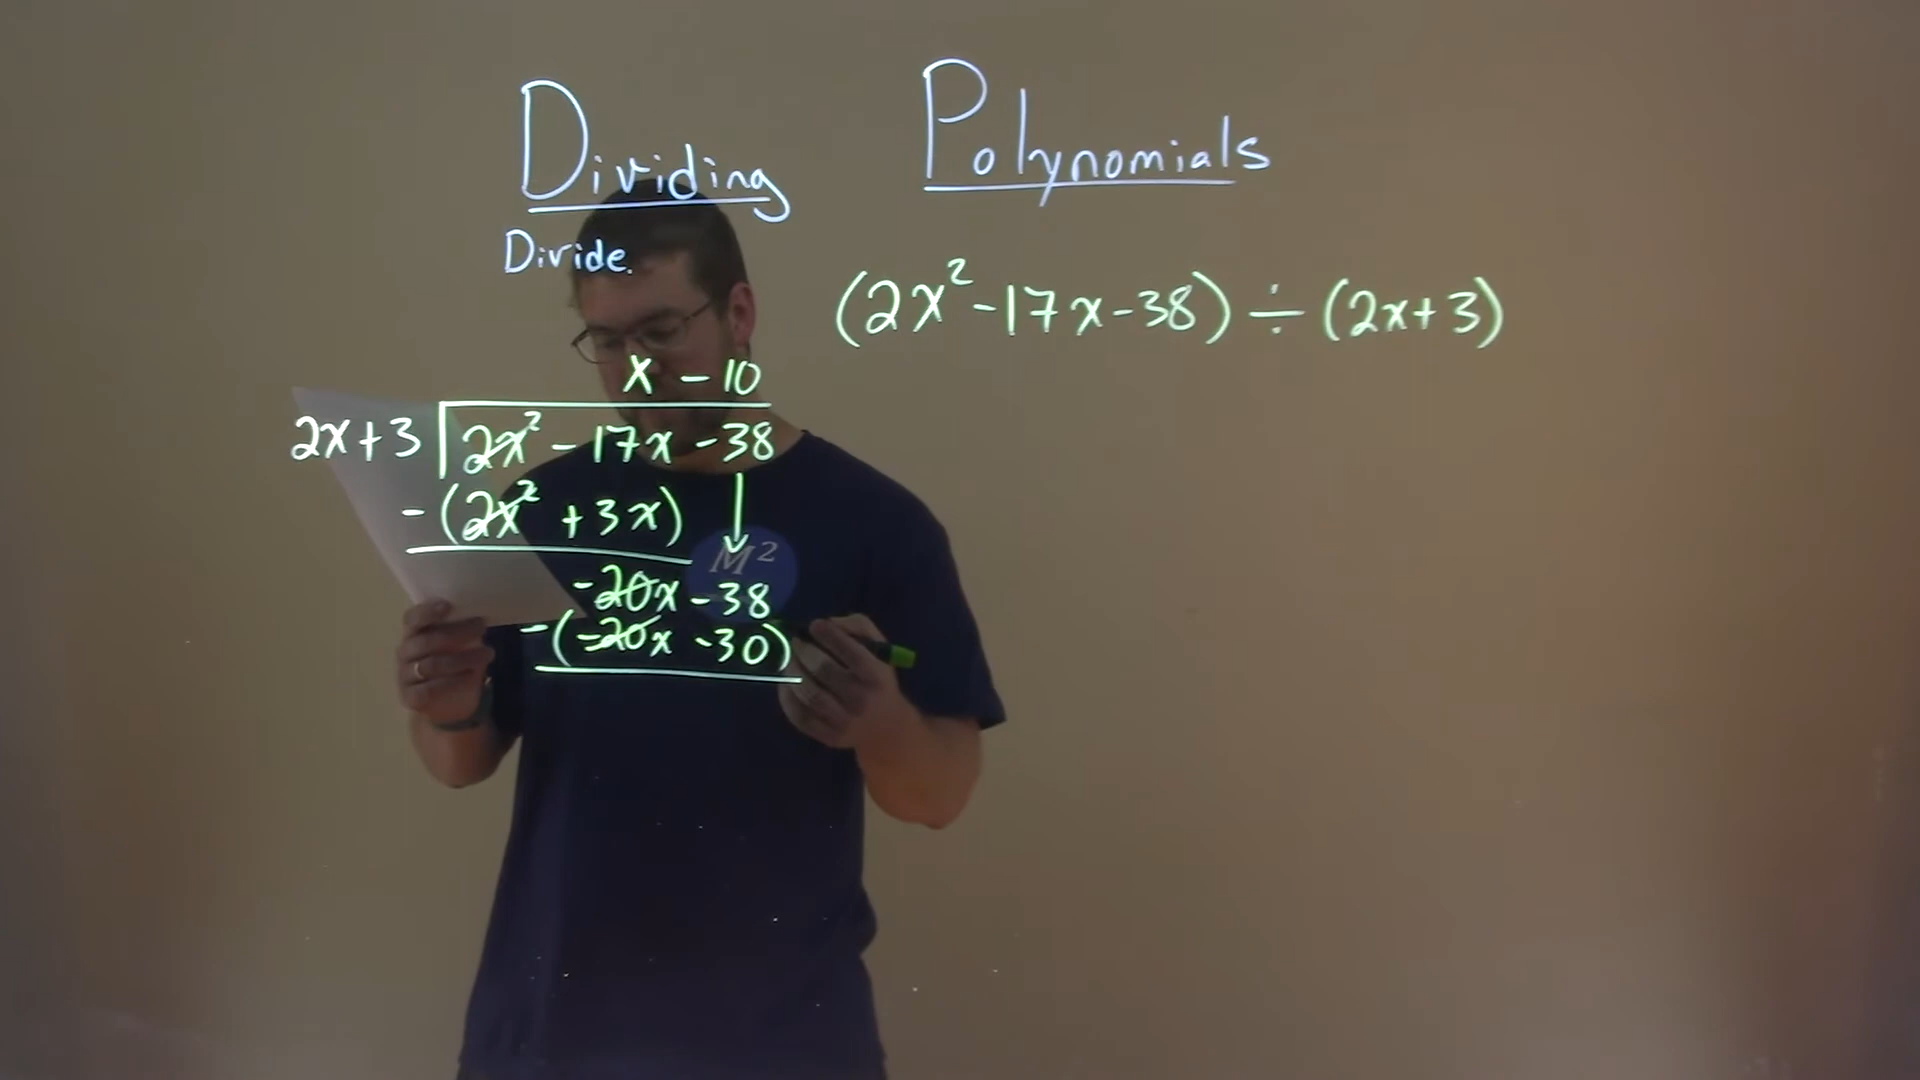 Dividing Polynomials
Divide.
(2x² -17x -38) ÷ (2x+3)
x - 10
2x+3 2x² - 17x - 38
- (2x² + 3x)
M²
-20x - 38
- (-20x - 30)